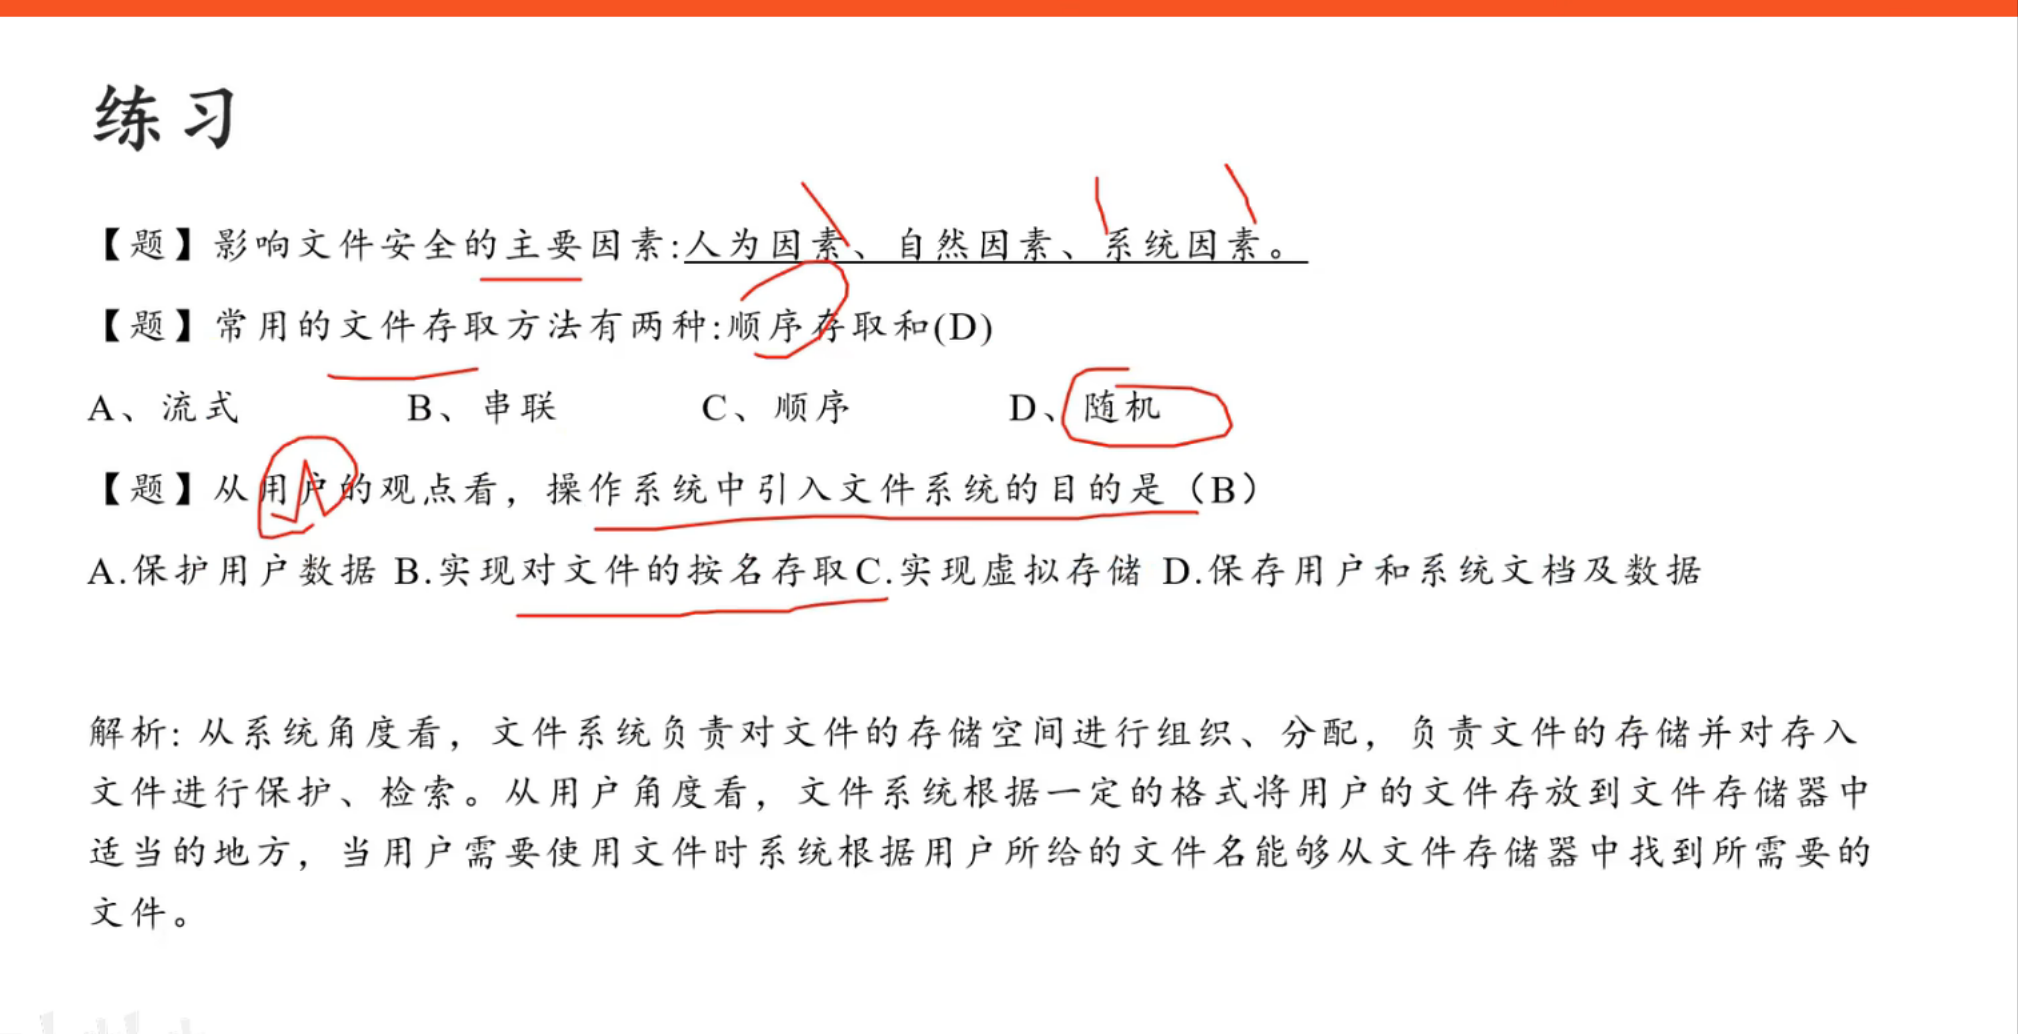 练习
【题】影响文件安全的主要因素:人为因素、自然因素、系统因素。
【题】常用的文件存取方法有两种:顺序存取和(D)
A、流式 B、串联 C、顺序 D、随机
【题】从用户的观点看，操作系统中引入文件系统的目的是（B）
A.保护用户数据 B.实现对文件的按名存取C.实现虚拟存储 D.保存用户和系统文档及数据
解析: 从系统角度看，文件系统负责对文件的存储空间进行组织、分配，负责文件的存储并对存入
文件进行保护、检索。从用户角度看，文件系统根据一定的格式将用户的文件存放到文件存储器中
适当的地方，当用户需要使用文件时系统根据用户所给的文件名能够从文件存储器中找到所需要的
文件。